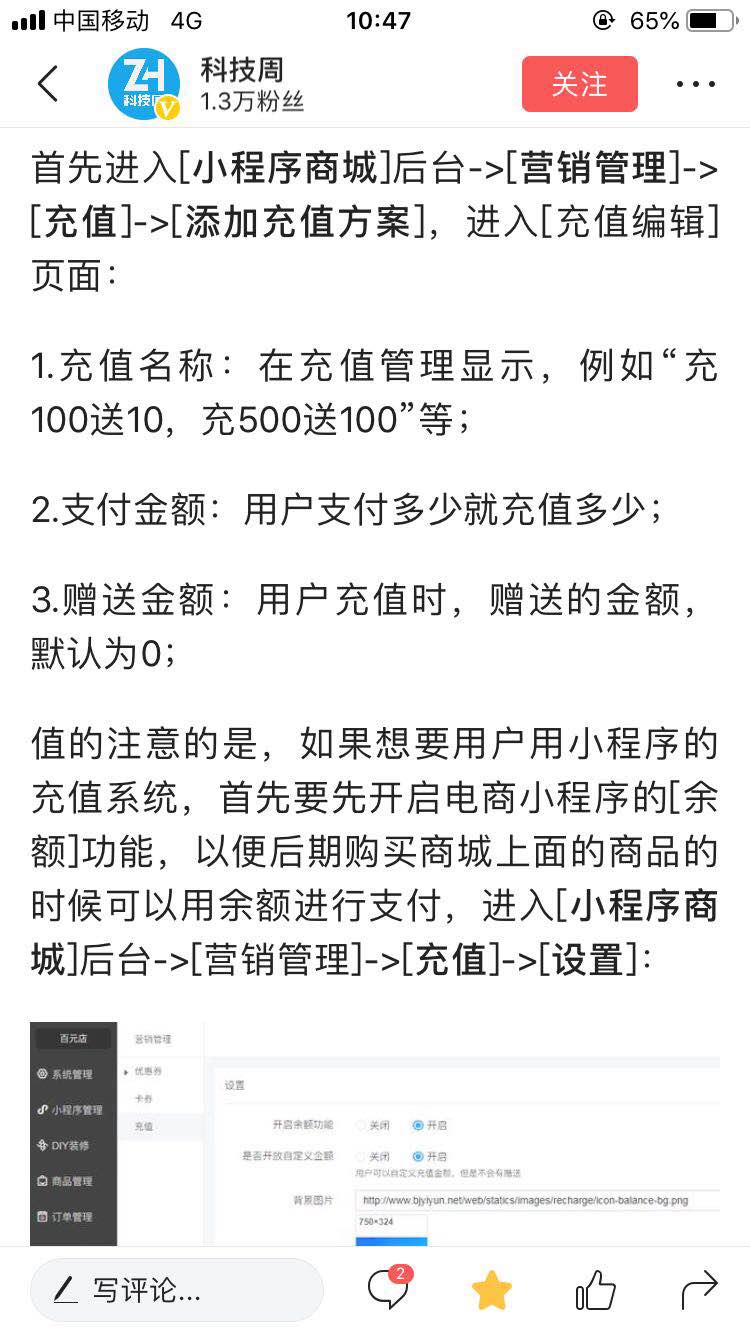 中国移动 4G 10:47 65%
ZH
科技周
V
科技周
1.3万粉丝
关注
首先进入[小程序商城]后台->[营销管理]->
[充值]->[添加充值方案]，进入[充值编辑]
页面：
1.充值名称：在充值管理显示，例如“充
100送10，充500送100”等；
2.支付金额：用户支付多少就充值多少；
3.赠送金额：用户充值时，赠送的金额，
默认为0；
值的注意的是，如果想要用户用小程序的
充值系统，首先要先开启电商小程序的[余
额]功能，以便后期购买商城上面的商品的
时候可以用余额进行支付，进入[小程序商
城]后台->[营销管理]->[充值]->[设置]：
百元店
系统管理
小程序管理
DIY装修
商品管理
订单管理
营销管理
优惠券
卡券
充值
设置
开启余额功能 关闭 开启
是否开放自定义金额 关闭 开启
用户可以自定义充值金额，但是不会有赠送
背景图片 http://www.bjyiyun.net/web/statics/images/recharge/icon-balance-bg.png
750×324
写评论...
2